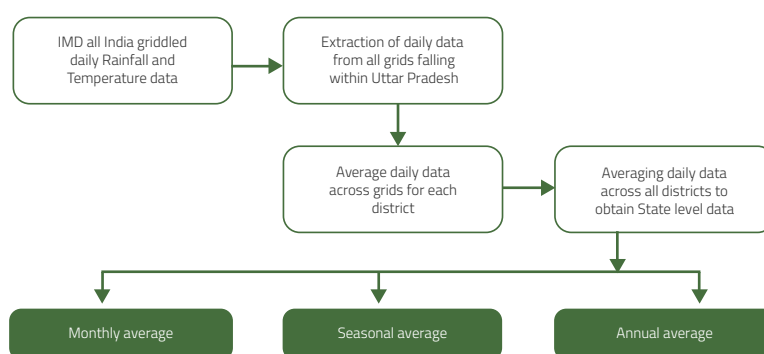 IMD all India griddled
daily Rainfall and
Temperature data
Extraction of daily data
from all grids falling
within Uttar Pradesh
Average daily data
across grids for each
district
Averaging daily data
across all districts to
obtain State level data
Monthly average
Seasonal average
Annual average